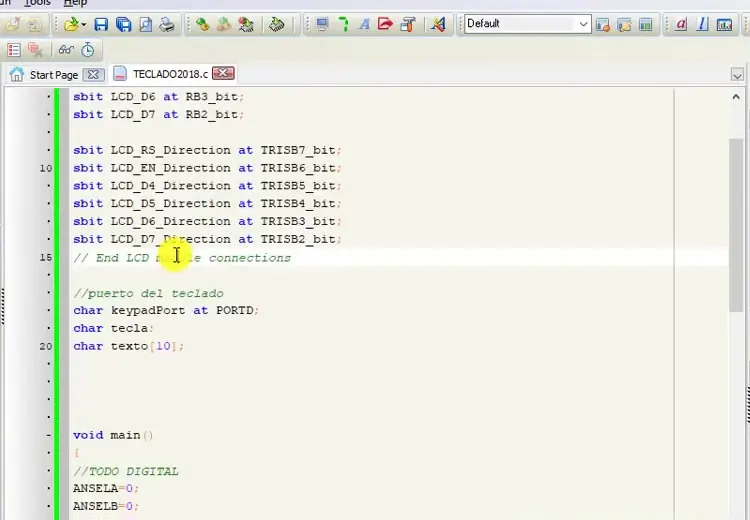 Tools Help
Default
Start Page TECLADO2018.c
sbit LCD_D6 at RB3_bit;
sbit LCD_D7 at RB2_bit;
sbit LCD_RS_Direction at TRISB7_bit;
10 sbit LCD_EN_Direction at TRISB6_bit;
sbit LCD_D4_Direction at TRISB5_bit;
sbit LCD_D5_Direction at TRISB4_bit;
sbit LCD_D6_Direction at TRISB3_bit;
sbit LCD_D7_Direction at TRISB2_bit;
15 // End LCD module connections
//puerto del teclado
char keypadPort at PORTD;
char tecla;
20 char texto[10];
void main()
{
//TODO DIGITAL
ANSELA=0;
ANSELB=0;